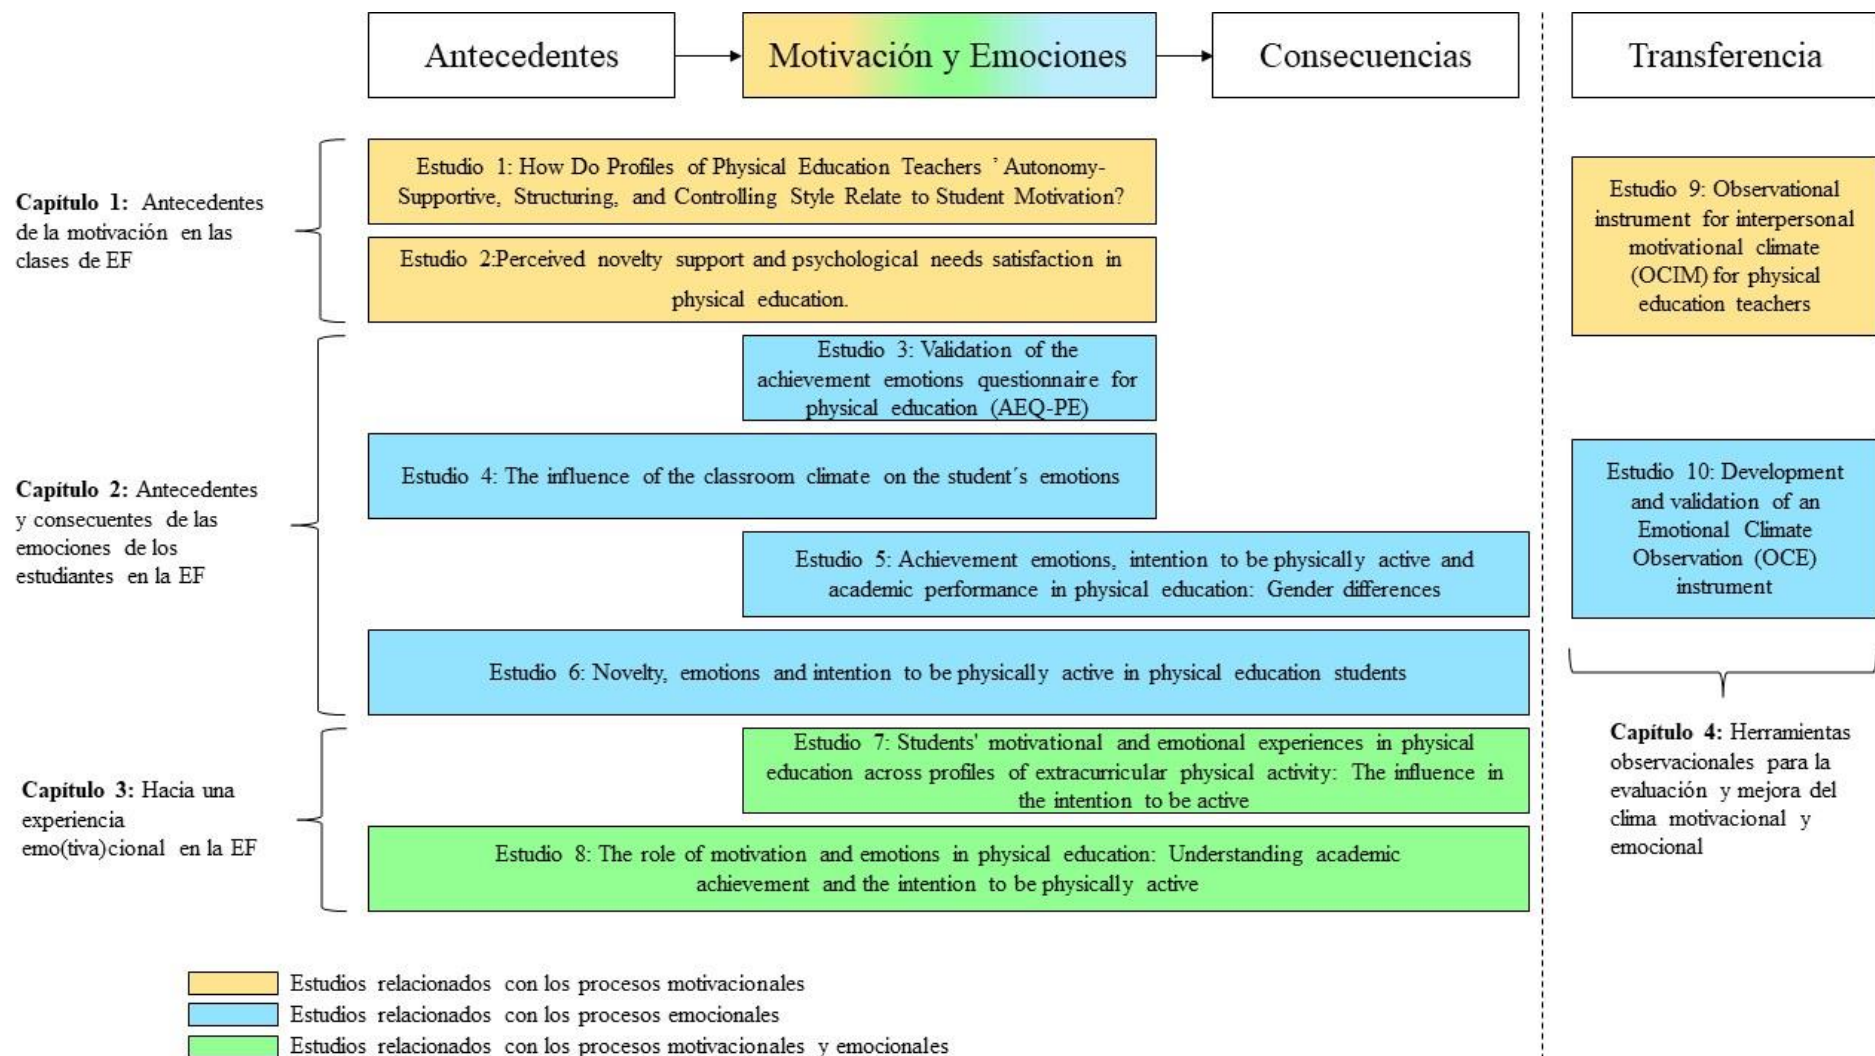 Antecedentes
Motivación y Emociones
Consecuencias
Transferencia
Capítulo 1: Antecedentes
de la motivación en las
clases de EF
Estudio 1: How Do Profiles of Physical Education Teachers ’ Autonomy-
Supportive, Structuring, and Controlling Style Relate to Student Motivation?
Estudio 2:Perceived novelty support and psychological needs satisfaction in
physical education.
Estudio 9: Observational
instrument for interpersonal
motivational climate
(OCIM) for physical
education teachers
Capítulo 2: Antecedentes
y consecuentes de las
emociones de los
estudiantes en la EF
Estudio 3: Validation of the
achievement emotions questionnaire for
physical education (AEQ-PE)
Estudio 4: The influence of the classroom climate on the student´s emotions
Estudio 5: Achievement emotions, intention to be physically active and
academic performance in physical education: Gender differences
Estudio 6: Novelty, emotions and intention to be physically active in physical education students
Estudio 10: Development
and validation of an
Emotional Climate
Observation (OCE)
instrument
Capítulo 3: Hacia una
experiencia
emo(tiva)cional en la EF
Estudio 7: Students' motivational and emotional experiences in physical
education across profiles of extracurricular physical activity: The influence in
the intention to be active
Estudio 8: The role of motivation and emotions in physical education: Understanding academic
achievement and the intention to be physically active
Capítulo 4: Herramientas
observacionales para la
evaluación y mejora del
clima motivacional y
emocional
Estudios relacionados con los procesos motivacionales
Estudios relacionados con los procesos emocionales
Estudios relacionados con los procesos motivacionales y emocionales